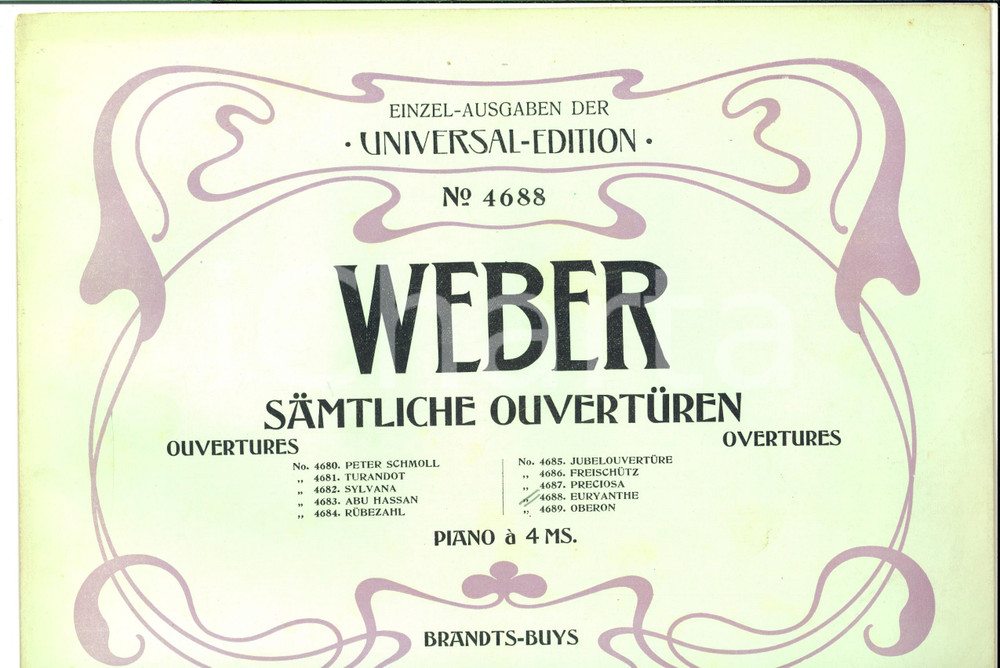 EINZEL-AUSGABEN DER
· UNIVERSAL-EDITION ·
No 4688
WEBER
SÄMTLICHE OUVERTÜREN
OUVERTURES
OVERTURES
No. 4680. PETER SCHMOLL
„ 4681. TURANDOT
„ 4682. SYLVANA
„ 4683. ABU HASSAN
„ 4684. RÜBEZAHL
No. 4685. JUBELOUVERTÜRE
„ 4686. FREISCHÜTZ
„ 4687. PRECIOSA
„ 4688. EURYANTHE
„ 4689. OBERON
PIANO à 4 MS.
BRANDTS-BUYS